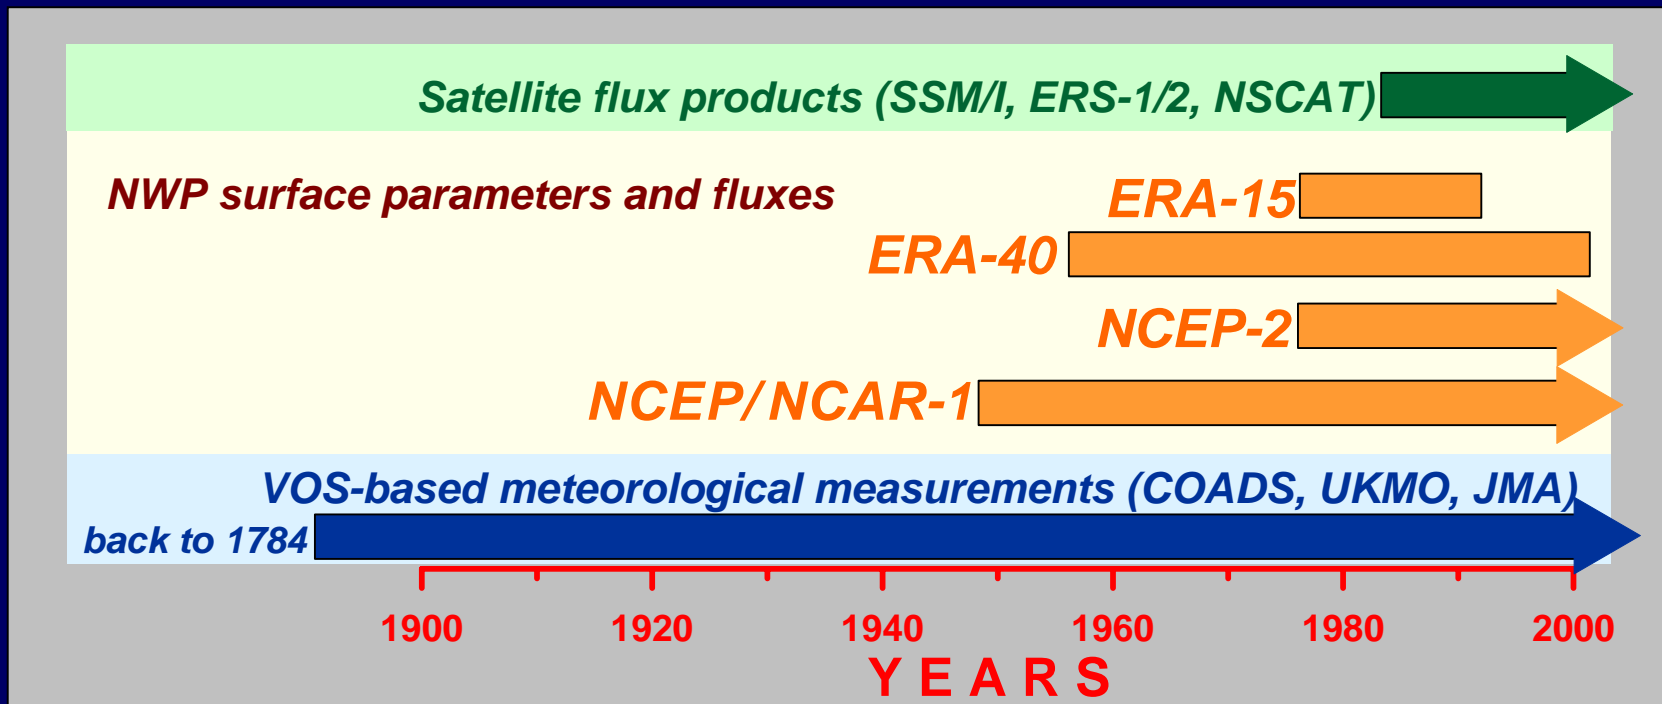 Satellite flux products (SSM/I, ERS-1/2, NSCAT)
NWP surface parameters and fluxes
ERA-15
ERA-40
NCEP-2
NCEP/NCAR-1
VOS-based meteorological measurements (COADS, UKMO, JMA)
back to 1784
1900 1920 1940 1960 1980 2000
YEARS